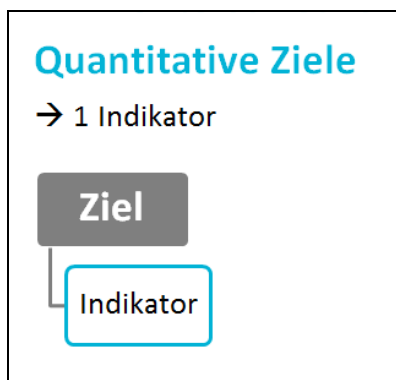 Quantitative Ziele
→ 1 Indikator
Ziel
Indikator